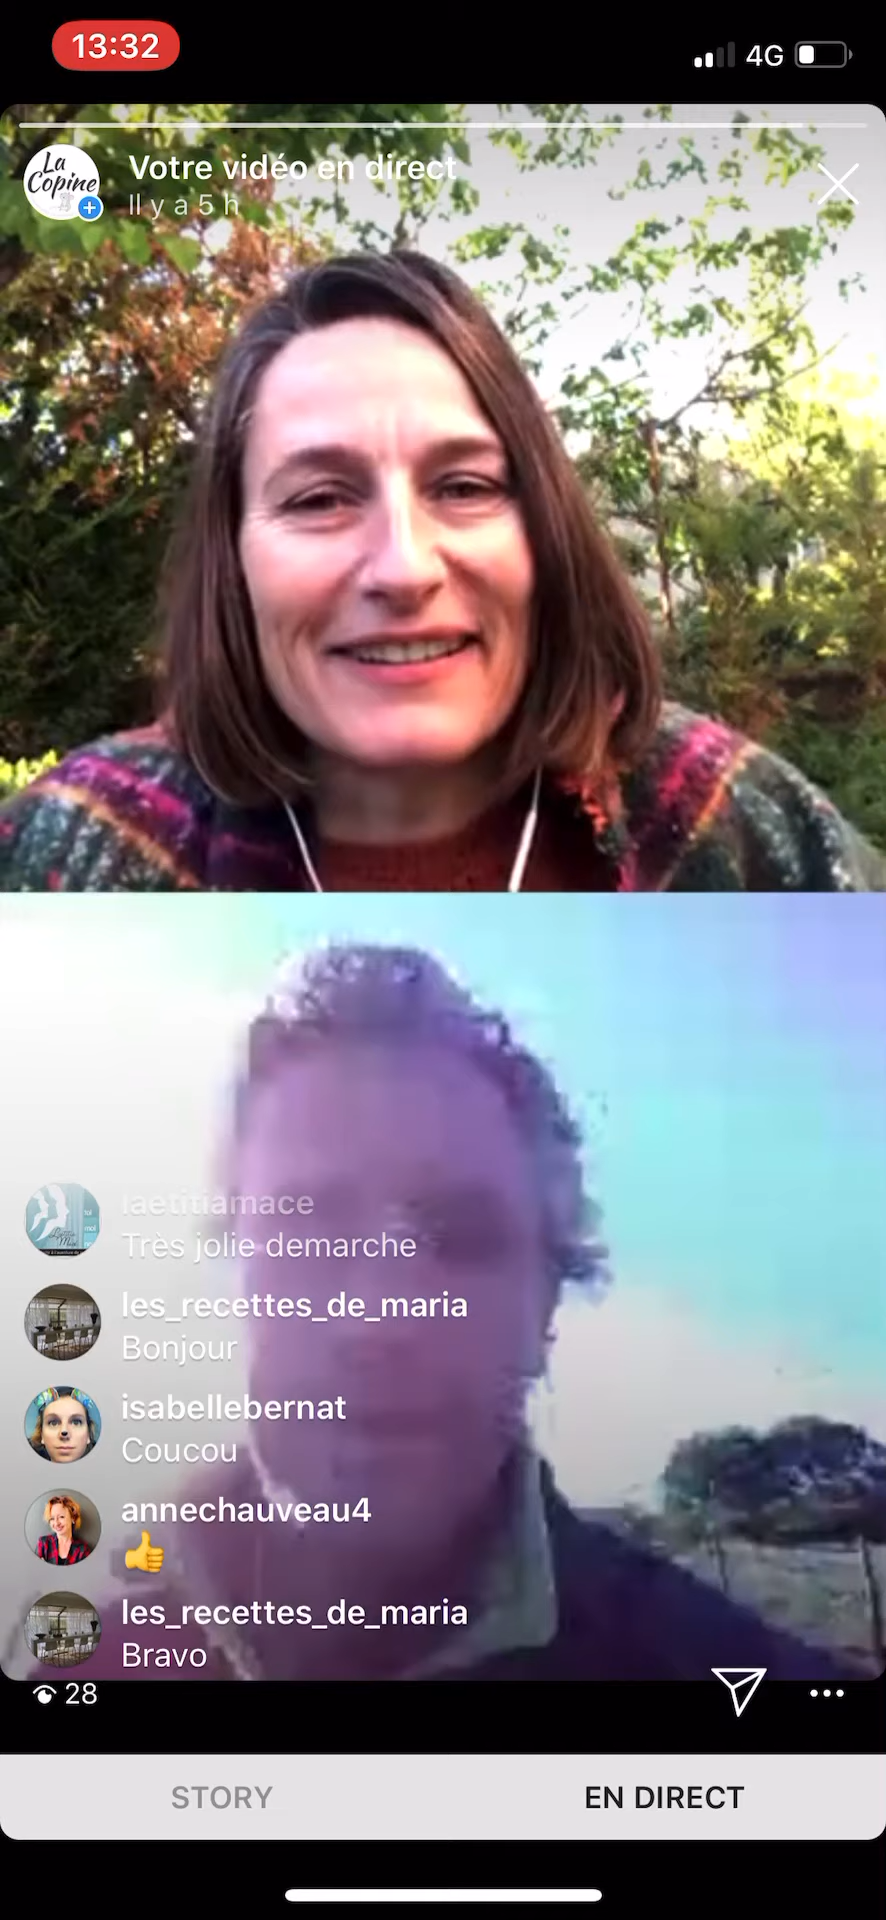 13:32
4G
La
Copine
Votre vidéo en direct
Il y a 5 h
laetitiamace
Très jolie demarche
les_recettes_de_maria
Bonjour
isabellebernat
Coucou
annechauveau4
👍
les_recettes_de_maria
Bravo
28
STORY
EN DIRECT